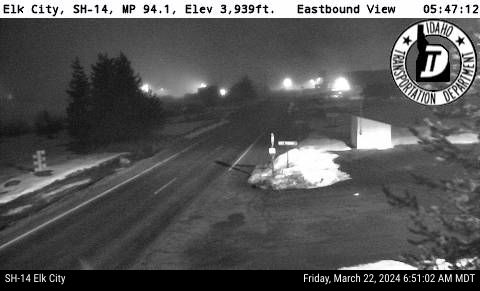 Elk City, SH-14, MP 94.1, Elev 3,939ft. Eastbound View 05:47:12
IDAHO
TRANSPORTATION DEPARTMENT
SH-14 Elk City Friday, March 22, 2024 6:51:02 AM MDT